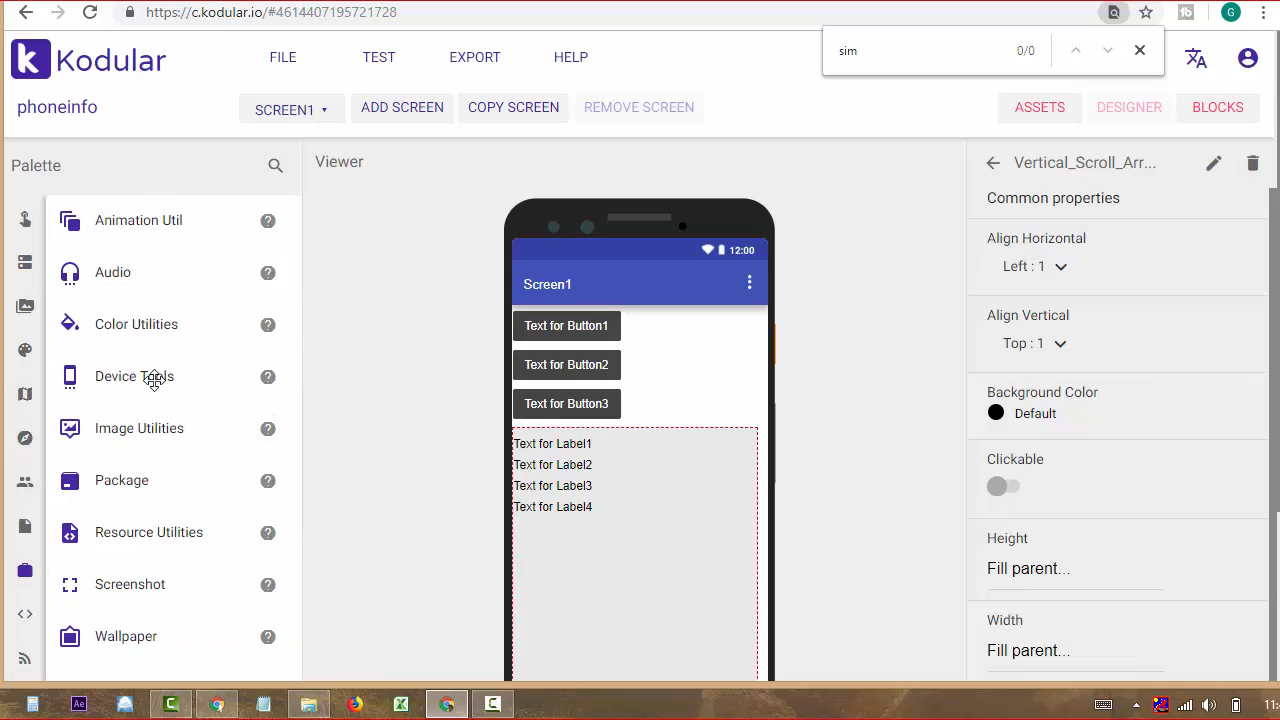 https://c.kodular.io/#4614407195721728
G
sim
0/0
Kodular
FILE
TEST
EXPORT
HELP
phoneinfo
SCREEN1
ADD SCREEN
COPY SCREEN
REMOVE SCREEN
ASSETS
DESIGNER
BLOCKS
Palette
Viewer
Vertical_Scroll_Arr...
Animation Util
Audio
Color Utilities
Device Tools
Image Utilities
Package
Resource Utilities
Screenshot
Wallpaper
12:00
Screen1
Text for Button1
Text for Button2
Text for Button3
Text for Label1
Text for Label2
Text for Label3
Text for Label4
Common properties
Align Horizontal
Left : 1
Align Vertical
Top : 1
Background Color
Default
Clickable
Height
Fill parent...
Width
Fill parent...
Ae
11: